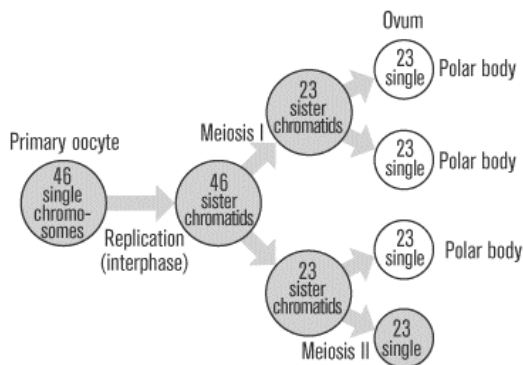 Ovum
23
single
Polar body
23
sister
chromatids
Meiosis I
23
single
Polar body
Primary oocyte
46
single
chromo-
somes
46
sister
chromatids
Replication
(interphase)
23
single
Polar body
23
sister
chromatids
Meiosis II
23
single